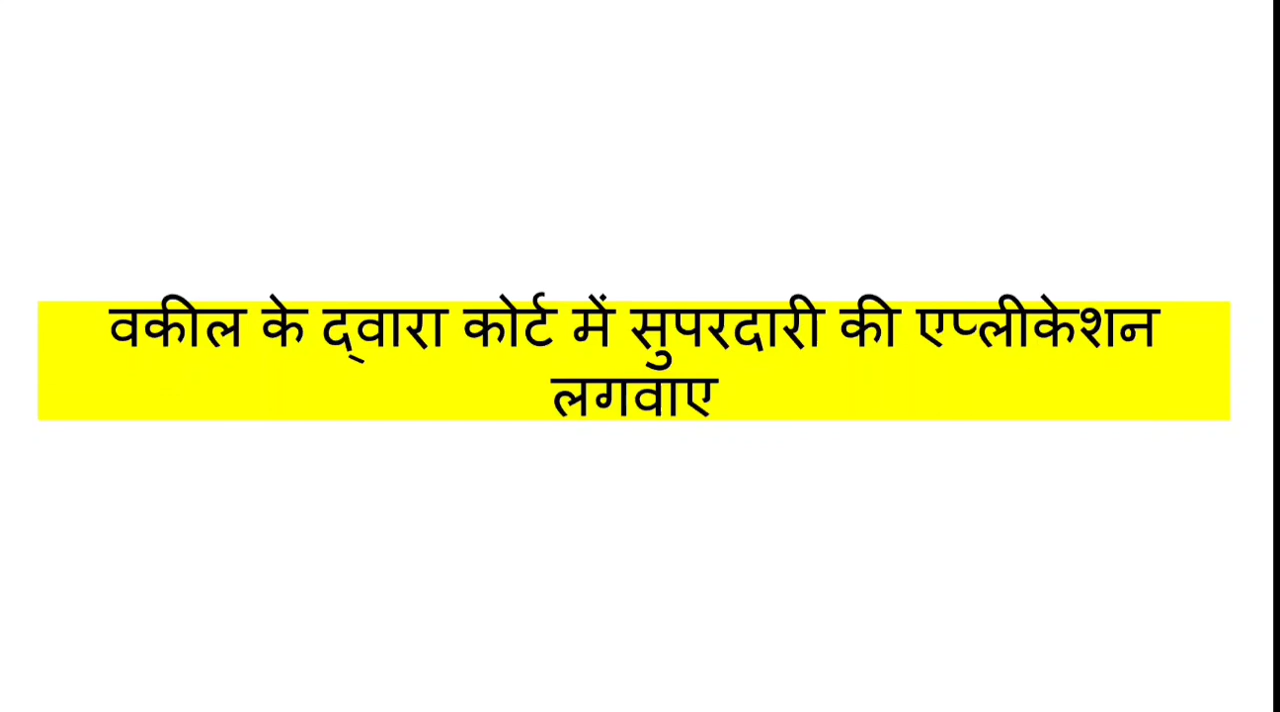 वकील के द्वारा कोर्ट में सुपरदारी की एप्लीकेशन
लगवाए